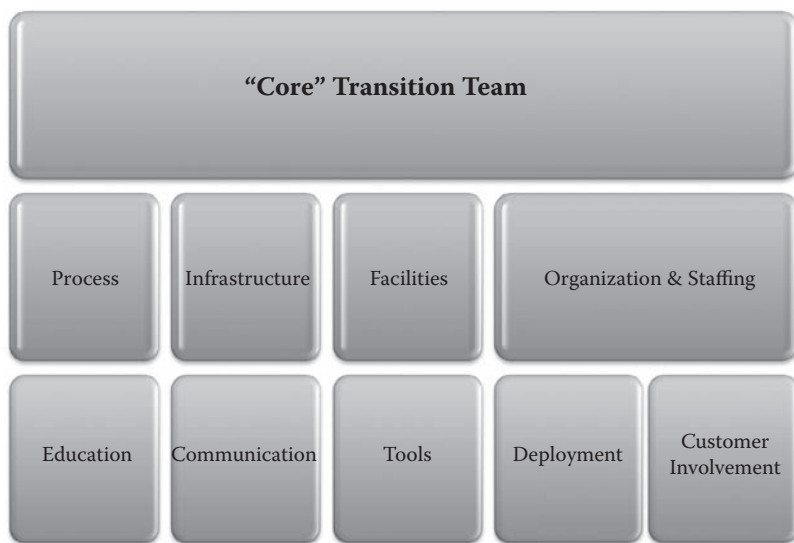 “Core” Transition Team
Process
Infrastructure
Facilities
Organization & Staffing
Education
Communication
Tools
Deployment
Customer
Involvement